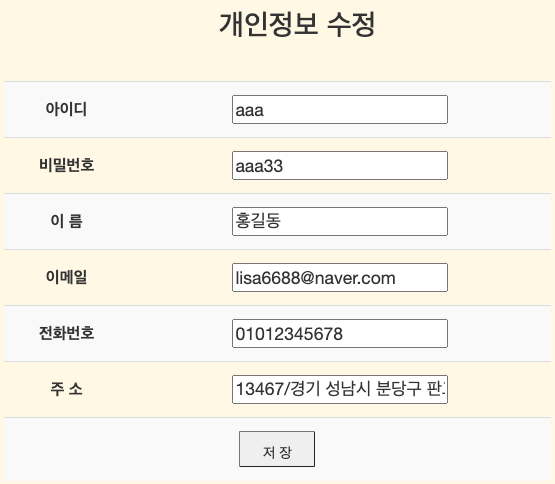 개인정보 수정
아이디 aaa
비밀번호 aaa33
이 름 홍길동
이메일 lisa6688@naver.com
전화번호 01012345678
주 소 13467/경기 성남시 분당구
저 장